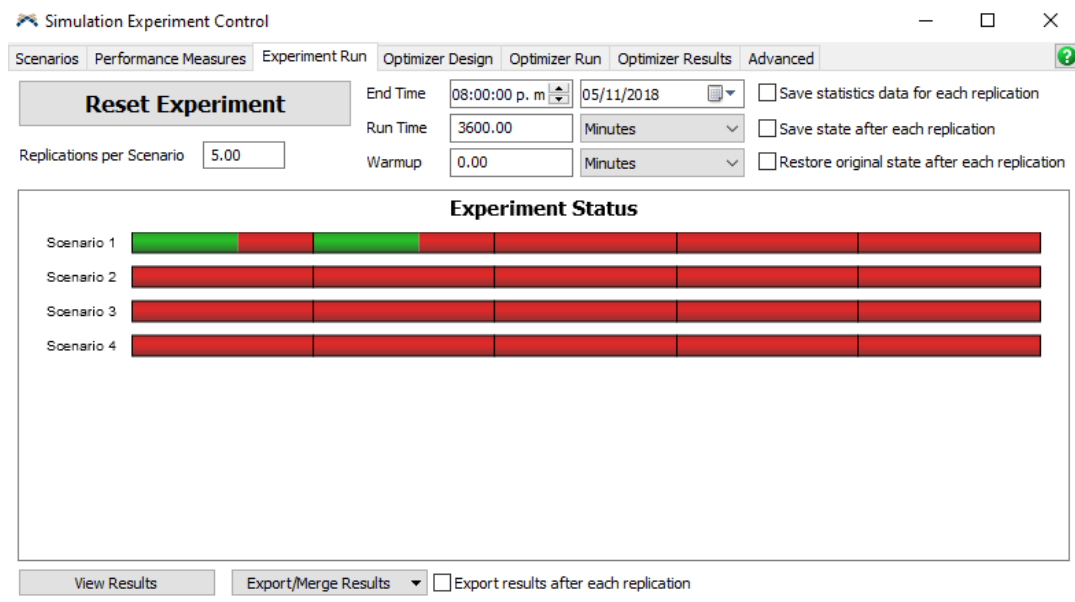 Simulation Experiment Control
Scenarios Performance Measures Experiment Run Optimizer Design Optimizer Run Optimizer Results Advanced
Reset Experiment
End Time 08:00:00 p. m 05/11/2018 Save statistics data for each replication
Run Time 3600.00 Minutes Save state after each replication
Replications per Scenario 5.00 Warmup 0.00 Minutes Restore original state after each replication
Experiment Status
Scenario 1
Scenario 2
Scenario 3
Scenario 4
View Results Export/Merge Results Export results after each replication